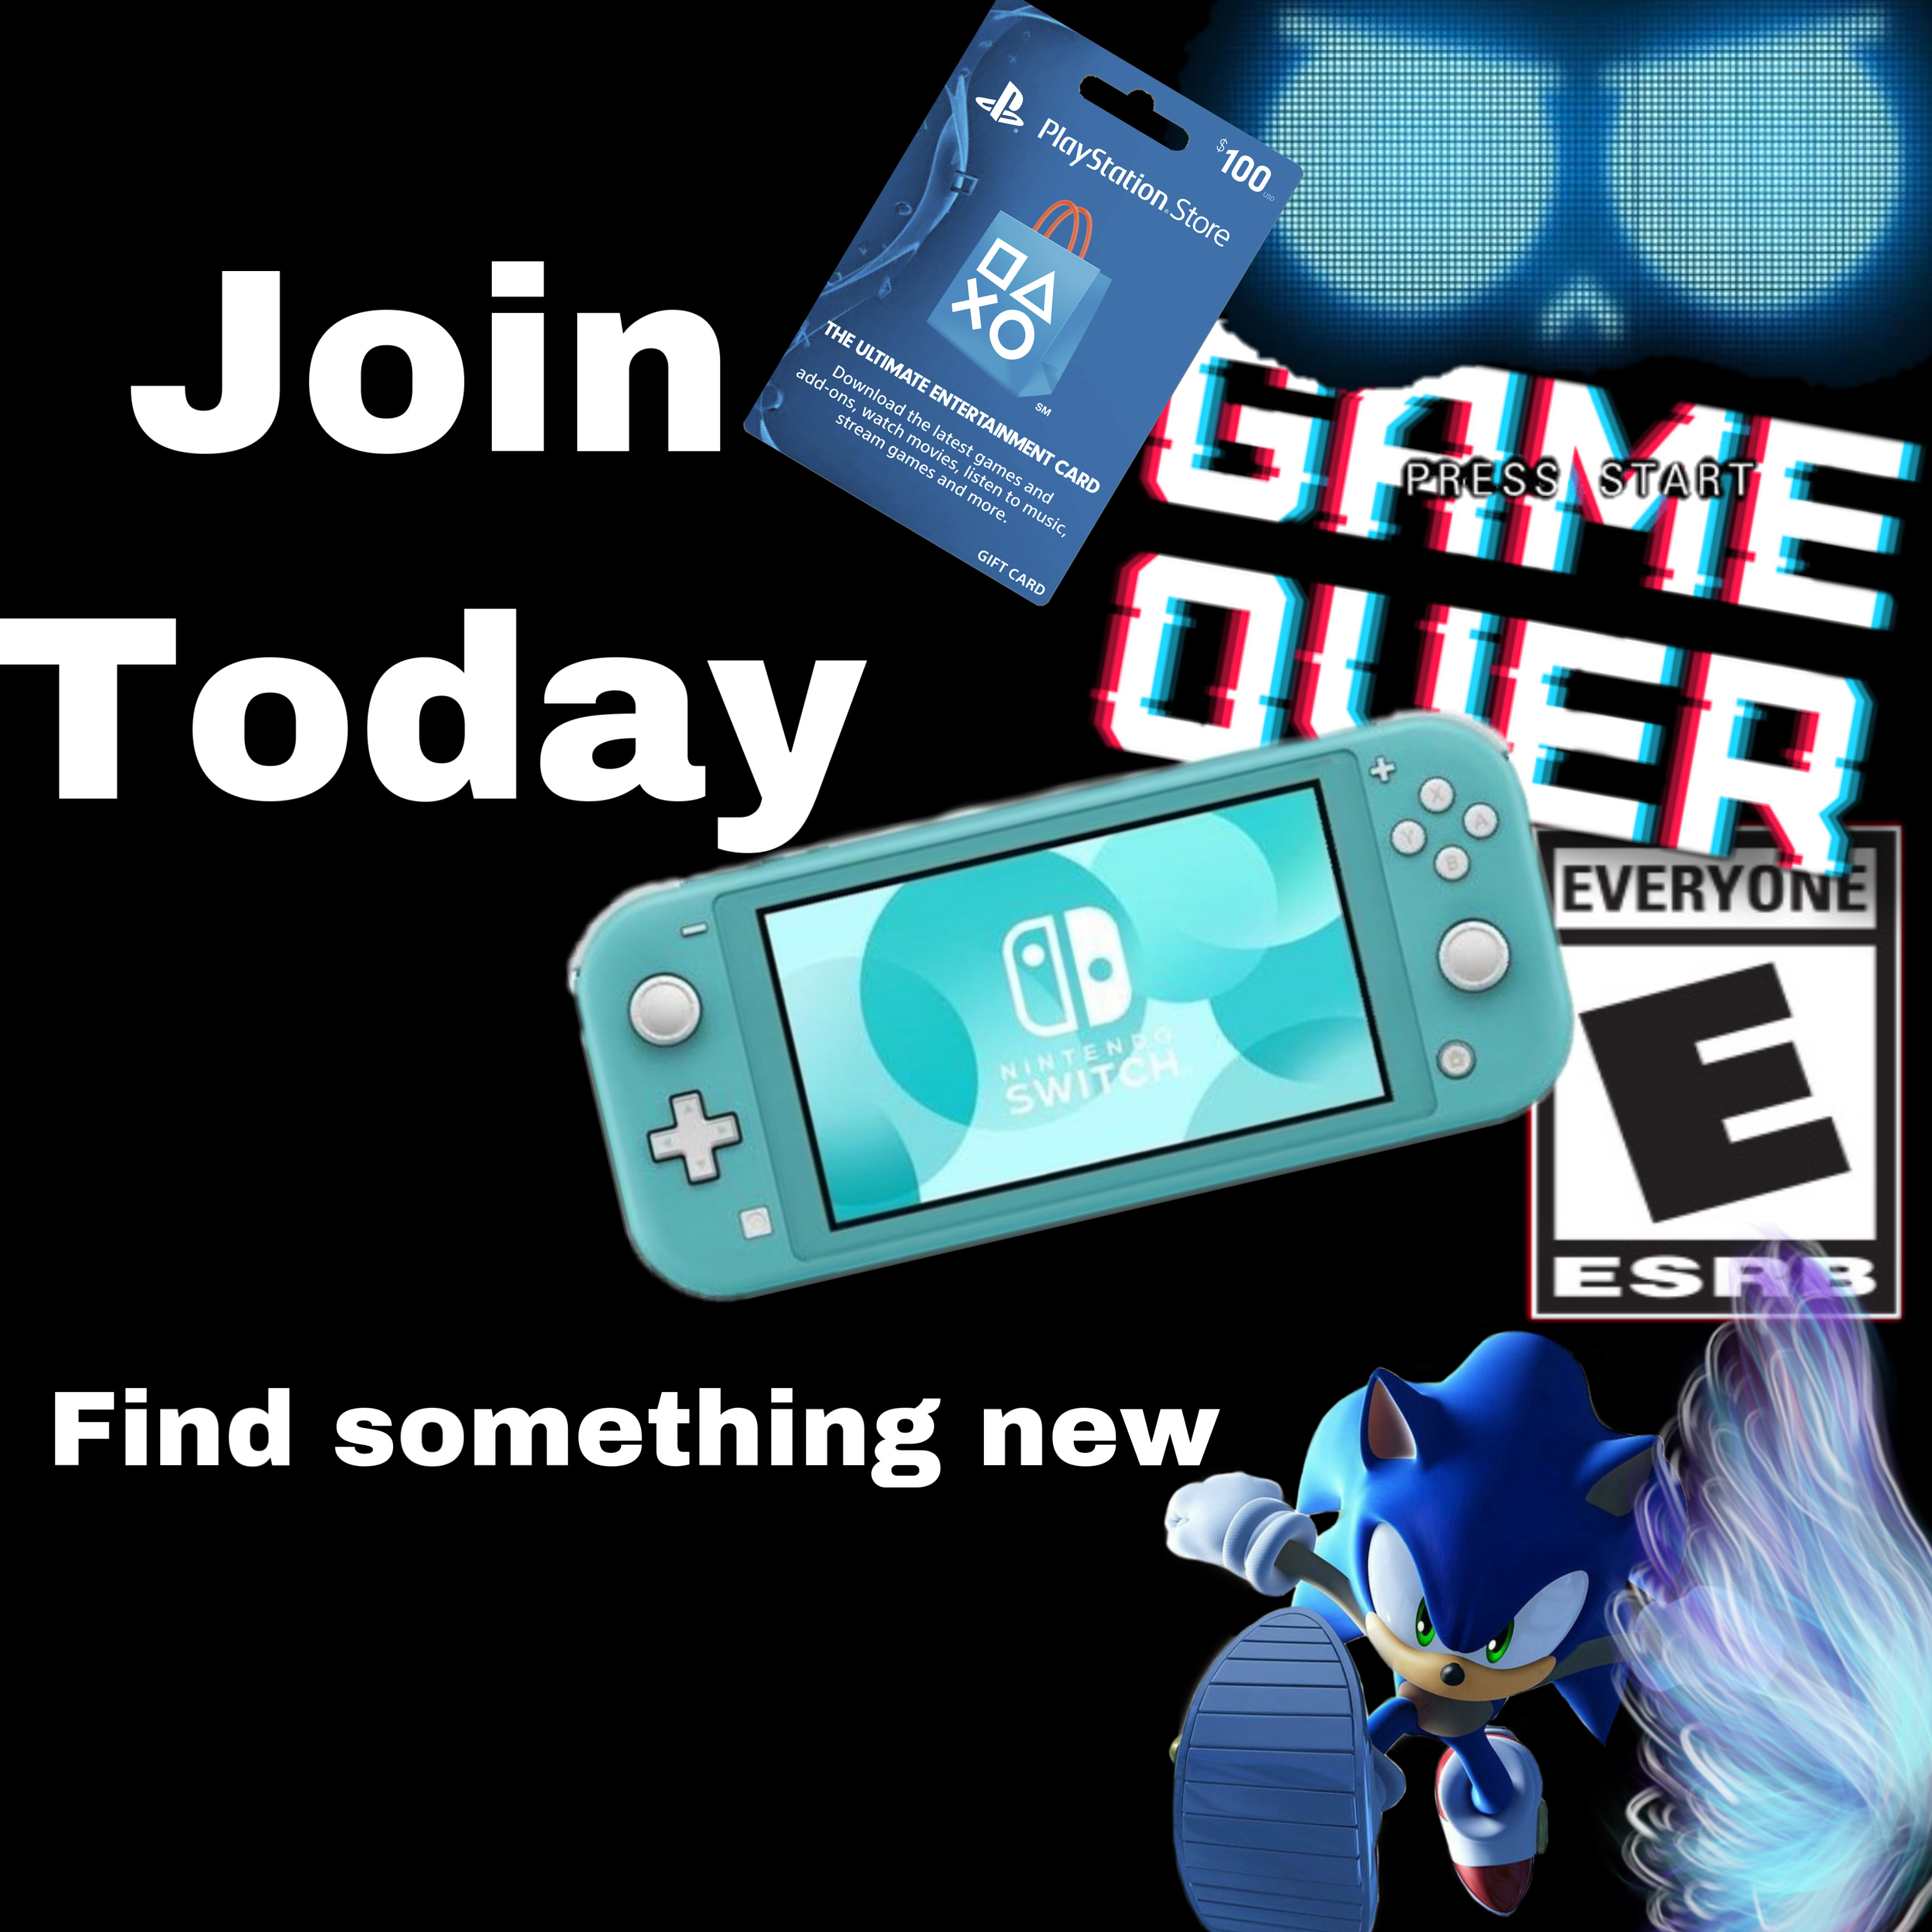 Join
Today
PlayStation Store
$100
USD
THE ULTIMATE ENTERTAINMENT CARD
Download the latest games and
add-ons, watch movies, listen to music,
stream games and more.
SM
GIFT CARD
GAME
PRESS START
OVER
+
X
Y
A
B
NINTENDO
SWITCH
EVERYONE
E
ESRB
Find something new